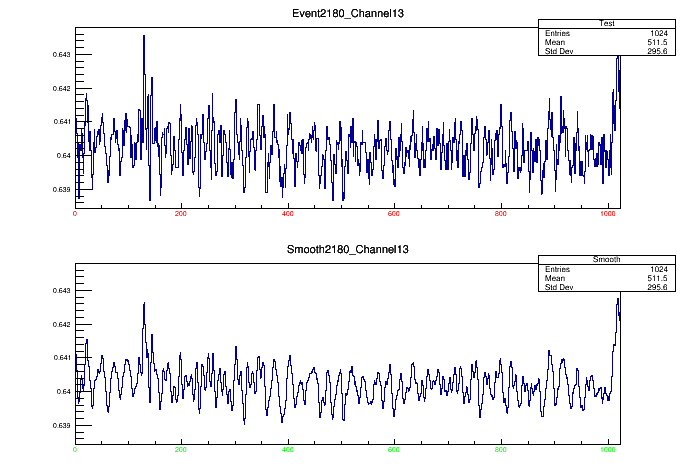 Event2180_Channel13
Test
Entries 1024
Mean 511.5
Std Dev 295.6
0.643
0.642
0.641
0.64
0.639
0 200 400 600 800 1000
Smooth2180_Channel13
Smooth
Entries 1024
Mean 511.5
Std Dev 295.6
0.643
0.642
0.641
0.64
0.639
0 200 400 600 800 1000